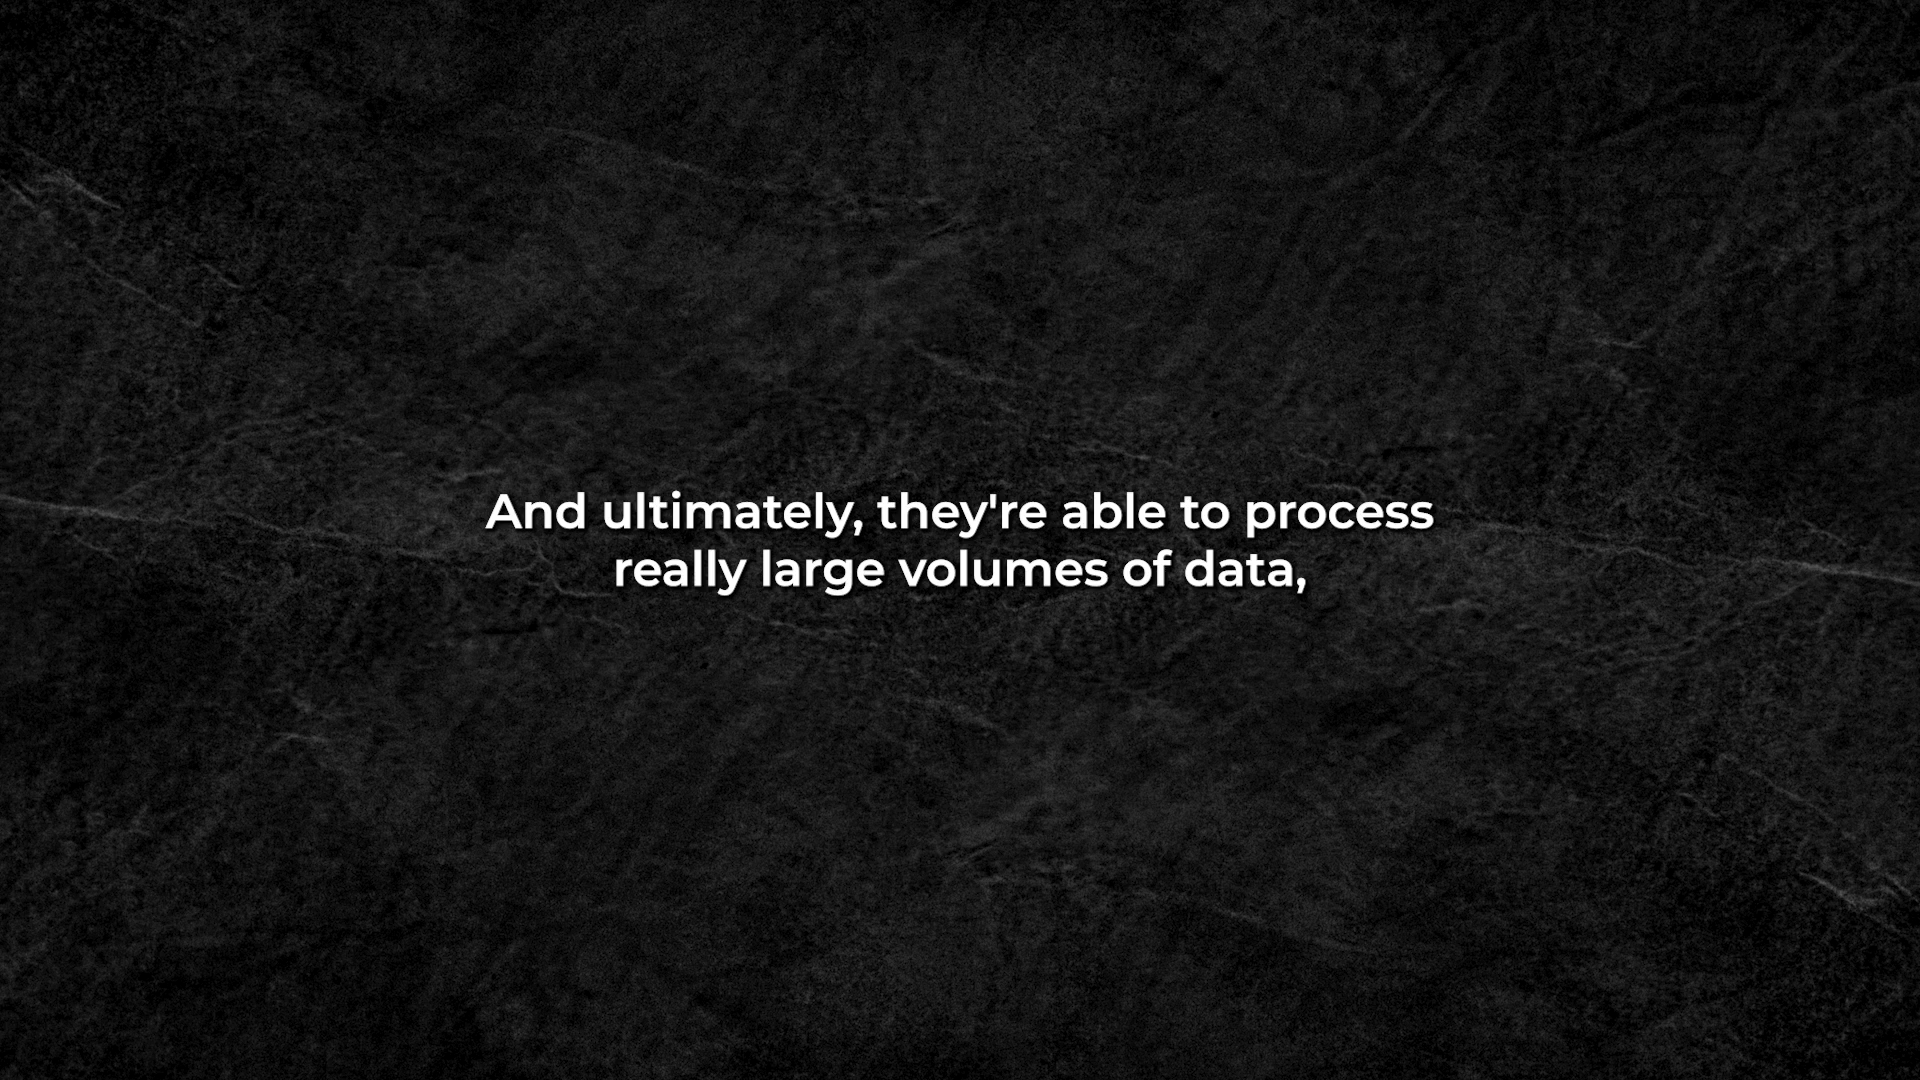 And ultimately, they're able to process
really large volumes of data,